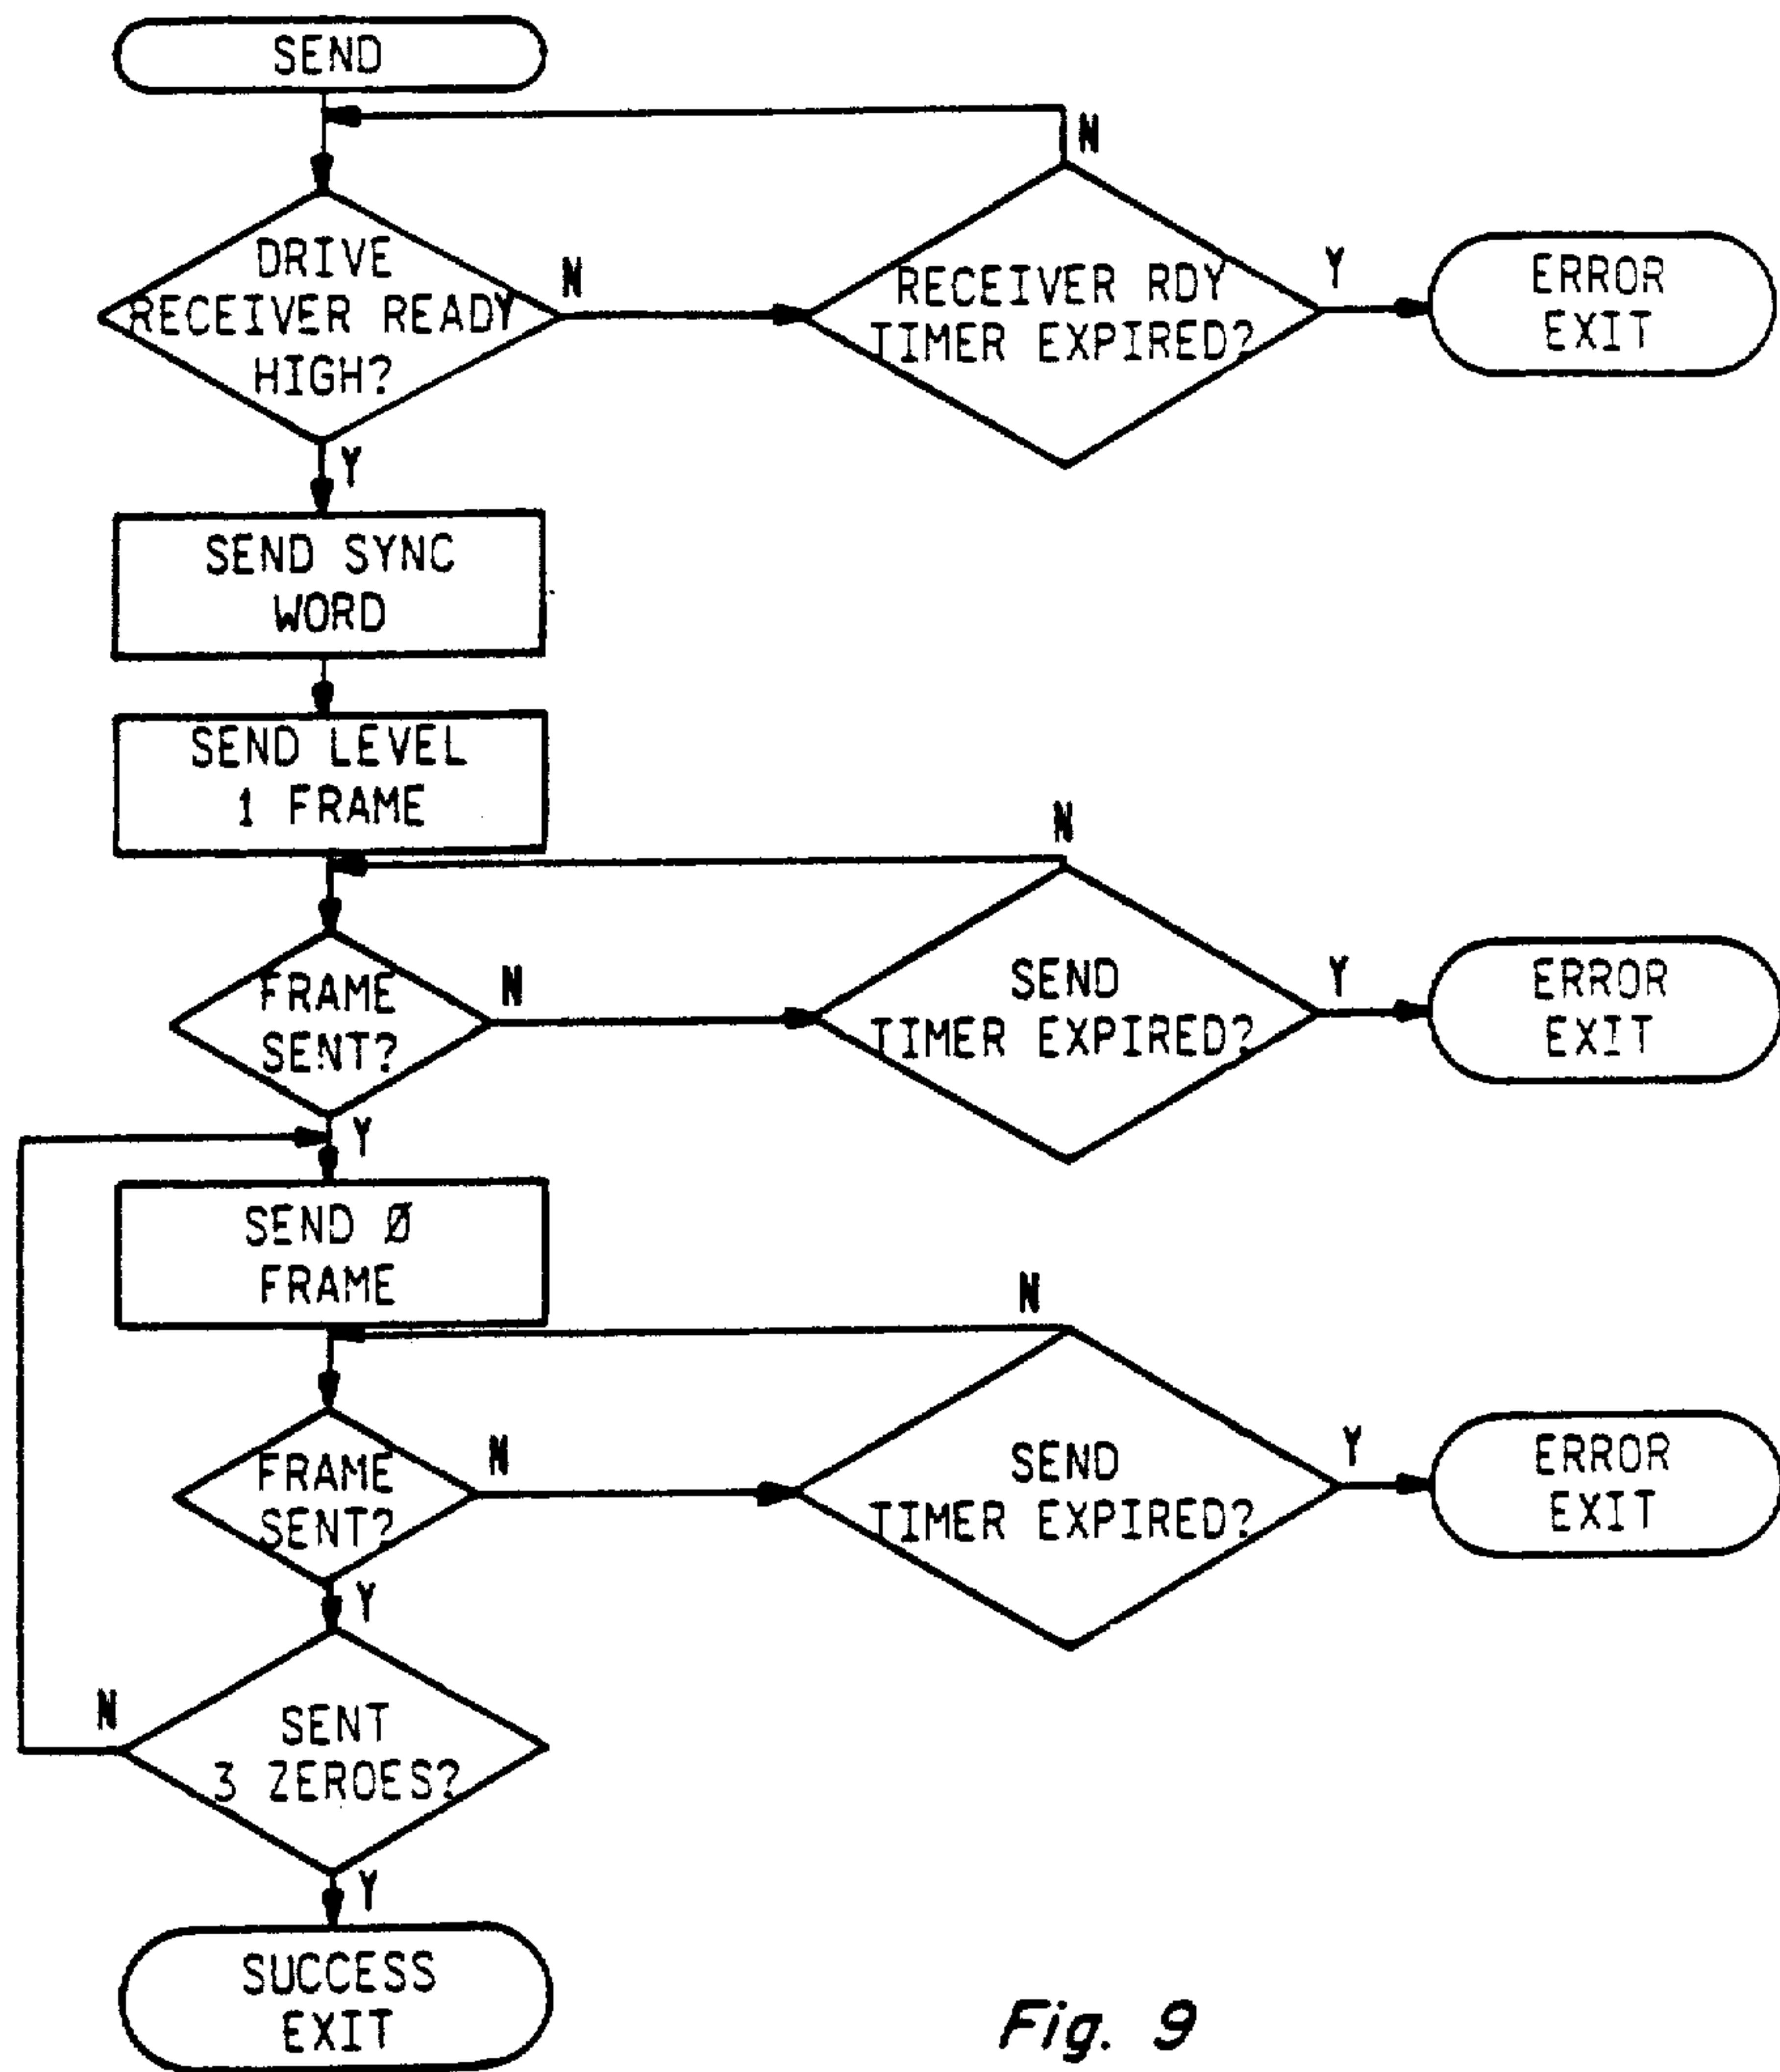 SEND
N
DRIVE
RECEIVER READY
HIGH?
N
RECEIVER RDY
TIMER EXPIRED?
Y
ERROR
EXIT
Y
SEND SYNC
WORD
SEND LEVEL
1 FRAME
N
FRAME
SENT?
N
SEND
TIMER EXPIRED?
Y
ERROR
EXIT
Y
SEND Ø
FRAME
N
FRAME
SENT?
N
SEND
TIMER EXPIRED?
Y
ERROR
EXIT
Y
N
SENT
3 ZEROES?
Y
SUCCESS
EXIT
Fig. 9